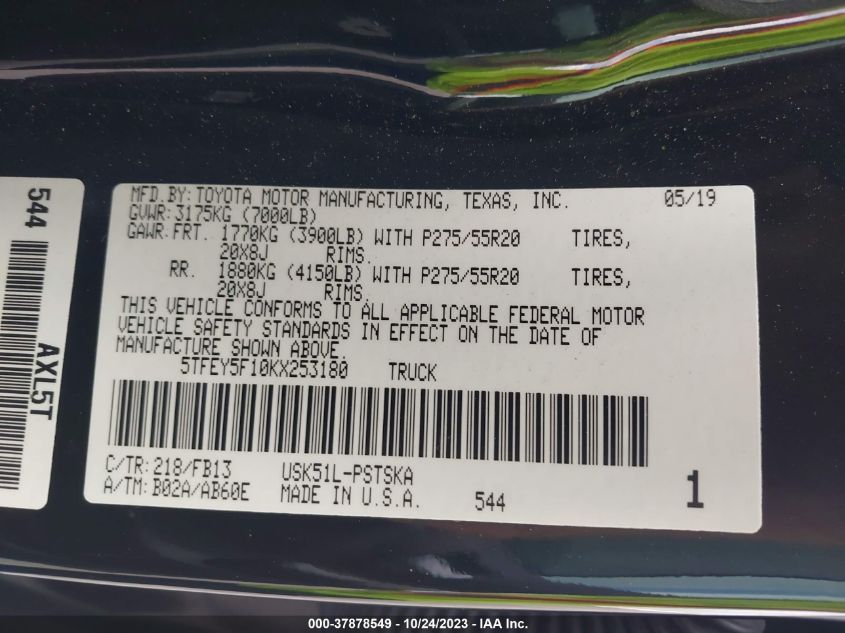 544
AXL5T
MFD.BY:TOYOTA MOTOR MANUFACTURING, TEXAS, INC. 05/19
GVWR:3175KG (7000LB)
GAWR:FRT. 1770KG (3900LB) WITH P275/55R20 TIRES,
20X8J RIMS.
RR. 1880KG (4150LB) WITH P275/55R20 TIRES,
20X8J RIMS.
THIS VEHICLE CONFORMS TO ALL APPLICABLE FEDERAL MOTOR
VEHICLE SAFETY STANDARDS IN EFFECT ON THE DATE OF
MANUFACTURE SHOWN ABOVE.
5TFEY5F10KX253180 TRUCK
C/TR:218/FB13 USK51L-PSTSKA
A/TM:B02A/AB60E MADE IN U.S.A. 544 1
000-37878549 - 10/24/2023 - IAA Inc.